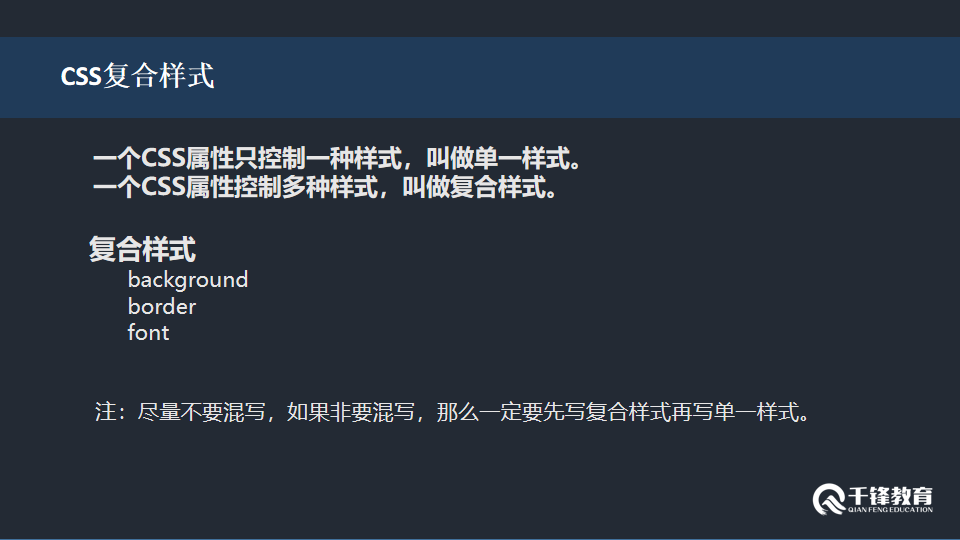 CSS复合样式
一个CSS属性只控制一种样式，叫做单一样式。
一个CSS属性控制多种样式，叫做复合样式。
复合样式
background
border
font
注：尽量不要混写，如果非要混写，那么一定要先写复合样式再写单一样式。
千锋教育
QIAN FENG EDUCATION